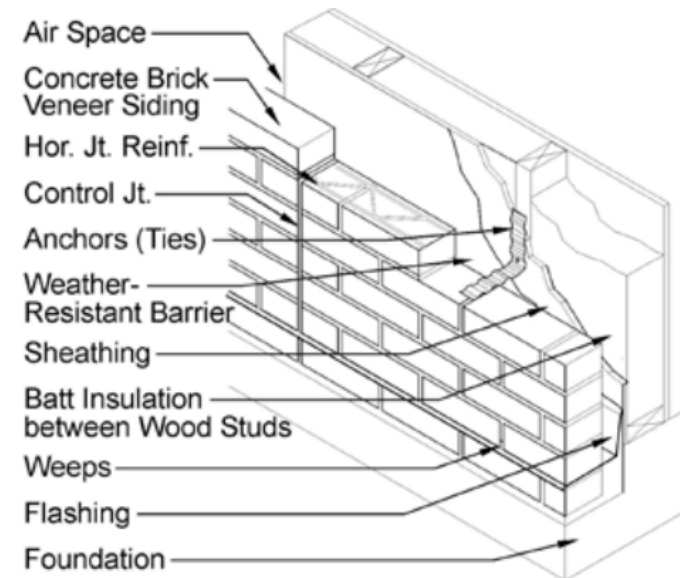 Air Space
Concrete Brick
Veneer Siding
Hor. Jt. Reinf.
Control Jt.
Anchors (Ties)
Weather-
Resistant Barrier
Sheathing
Batt Insulation
between Wood Studs
Weeps
Flashing
Foundation